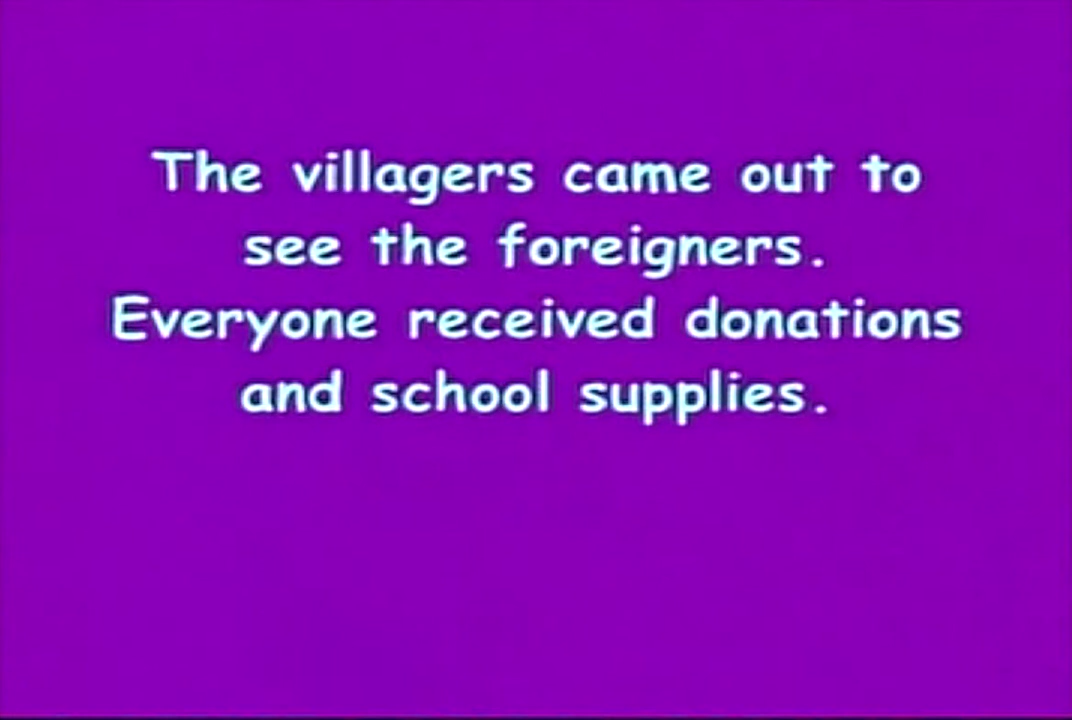 The villagers came out to
see the foreigners.
Everyone received donations
and school supplies.